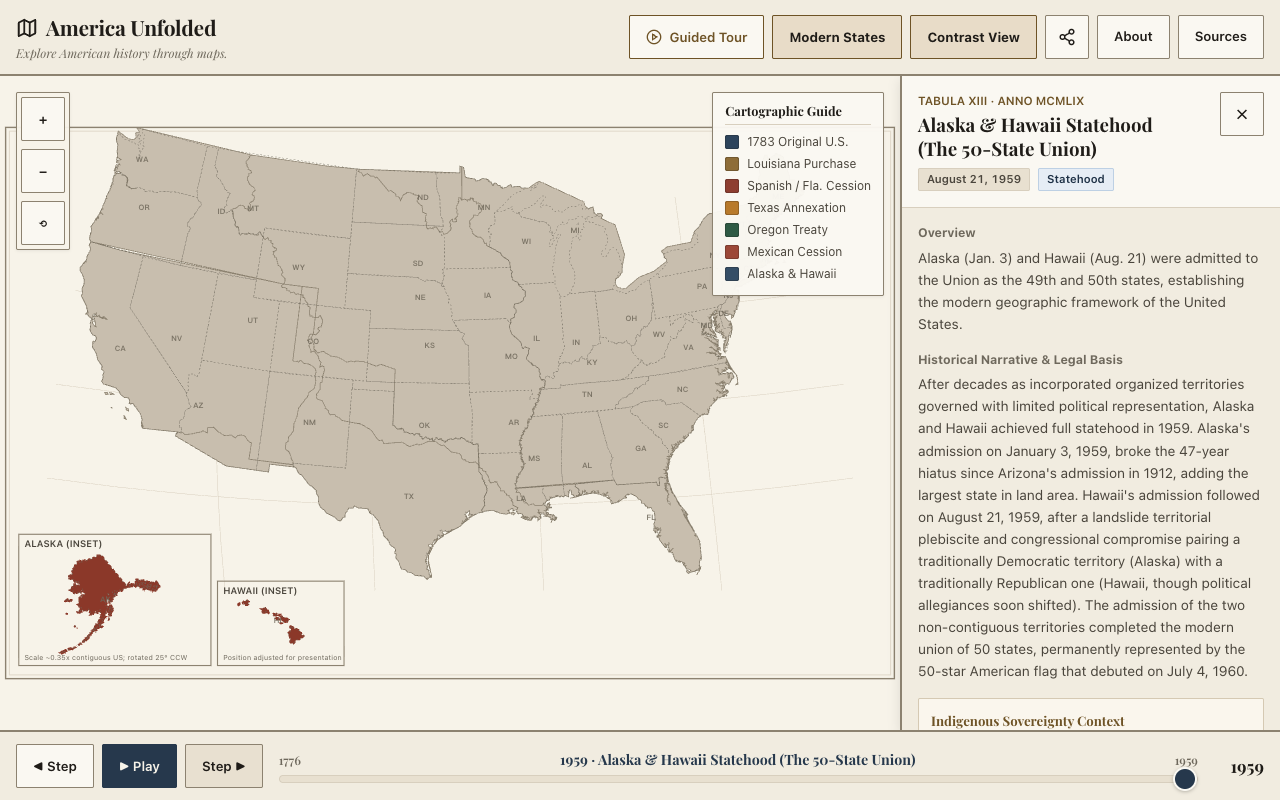 America Unfolded
Explore American history through maps.
Guided Tour
Modern States
Contrast View
About
Sources
+
−
Cartographic Guide
1783 Original U.S.
Louisiana Purchase
Spanish / Fla. Cession
Texas Annexation
Oregon Treaty
Mexican Cession
Alaska & Hawaii
WA
OR
ID
MT
ND
MN
WI
MI
WY
SD
NE
IA
PA
OH
IN
IL
NV
UT
CO
KS
MO
KY
WV
VA
CA
AZ
NM
OK
AR
TN
NC
SC
GA
MS
AL
TX
LA
FL
ALASKA (INSET)
Scale ~0.35x contiguous US; rotated 25° CCW
HAWAII (INSET)
Position adjusted for presentation
TABULA XIII · ANNO MCMLIX
Alaska & Hawaii Statehood
(The 50-State Union)
August 21, 1959
Statehood
Overview
Alaska (Jan. 3) and Hawaii (Aug. 21) were admitted to
the Union as the 49th and 50th states, establishing
the modern geographic framework of the United
States.
Historical Narrative & Legal Basis
After decades as incorporated organized territories
governed with limited political representation, Alaska
and Hawaii achieved full statehood in 1959. Alaska's
admission on January 3, 1959, broke the 47-year
hiatus since Arizona's admission in 1912, adding the
largest state in land area. Hawaii's admission followed
on August 21, 1959, after a landslide territorial
plebiscite and congressional compromise pairing a
traditionally Democratic territory (Alaska) with a
traditionally Republican one (Hawaii, though political
allegiances soon shifted). The admission of the two
non-contiguous territories completed the modern
union of 50 states, permanently represented by the
50-star American flag that debuted on July 4, 1960.
Indigenous Sovereignty Context
◀ Step
▶ Play
Step ▶
1776
1959 · Alaska & Hawaii Statehood (The 50-State Union)
1959
1959